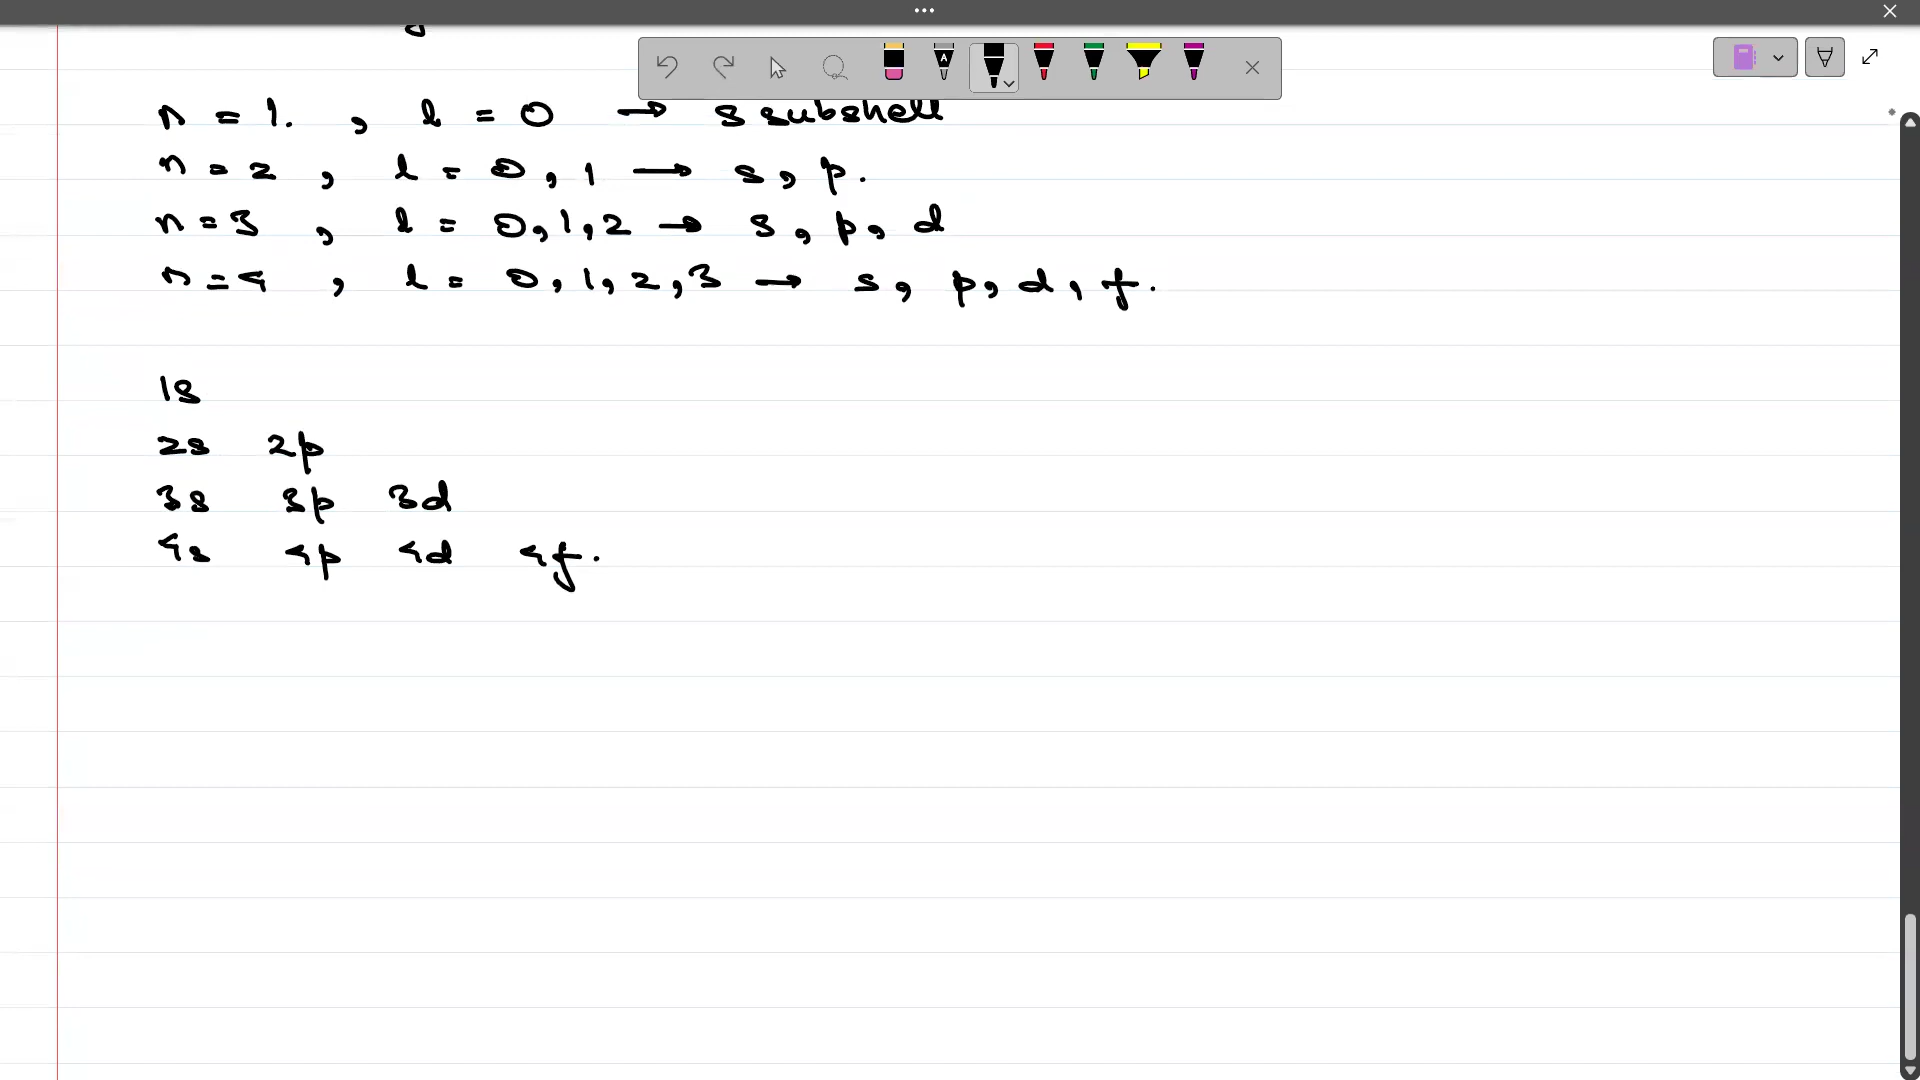 n = 1. , l = 0 → s subshell
n = 2 , l = 0, 1 → s, p.
n = 3 , l = 0, 1, 2 → s, p, d
n = 4 , l = 0, 1, 2, 3 → s, p, d, f.
1s
2s 2p
3s 3p 3d
4s 4p 4d 4f.